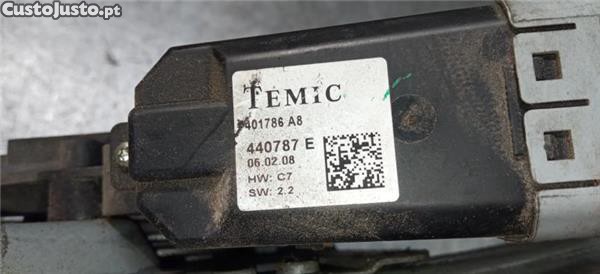 CustoJusto.pt
TEMIC
401786 A8
440787 E
06.02.08
HW: C7
SW: 2.2